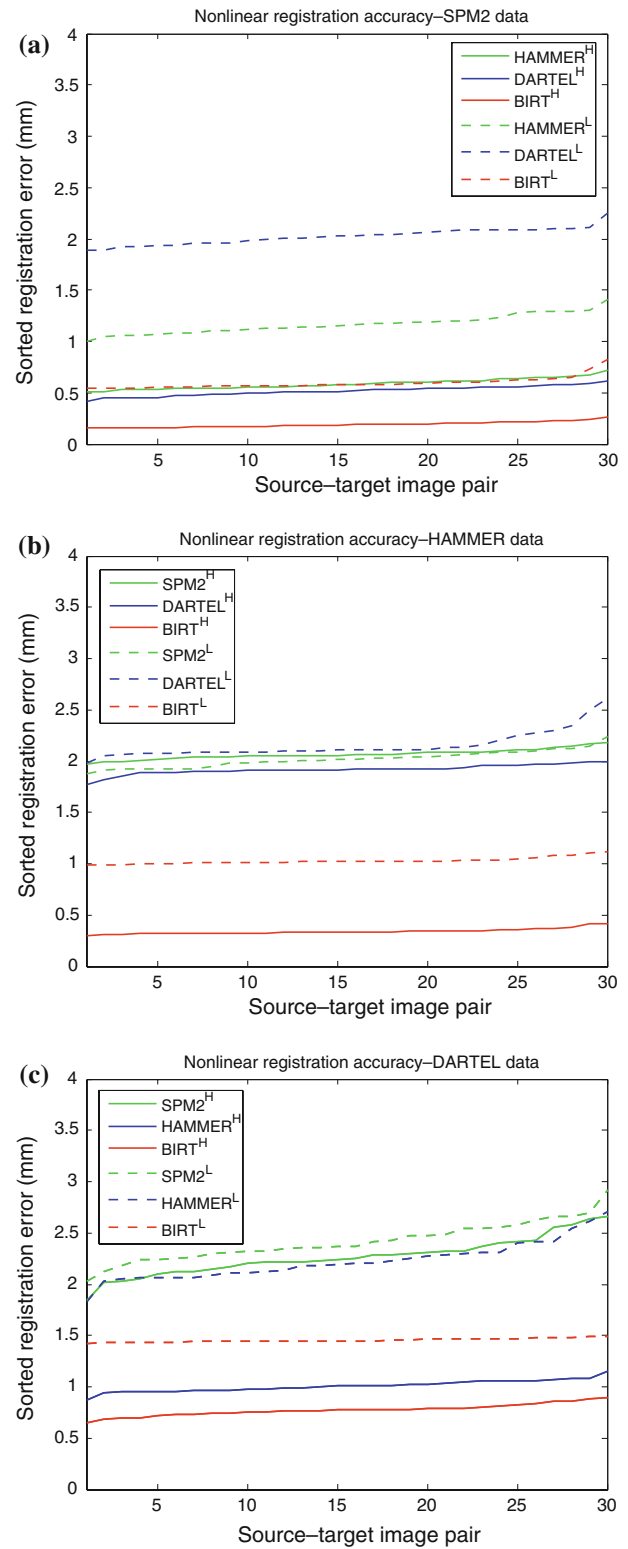 Nonlinear registration accuracy–SPM2 data
(a)
4
3.5
3
2.5
2
1.5
1
0.5
0
Sorted registration error (mm)
HAMMER^H
DARTEL^H
BIRT^H
HAMMER^L
DARTEL^L
BIRT^L
5 10 15 20 25 30
Source–target image pair
Nonlinear registration accuracy–HAMMER data
(b)
4
3.5
3
2.5
2
1.5
1
0.5
0
Sorted registration error (mm)
SPM2^H
DARTEL^H
BIRT^H
SPM2^L
DARTEL^L
BIRT^L
5 10 15 20 25 30
Source–target image pair
Nonlinear registration accuracy–DARTEL data
(c)
4
3.5
3
2.5
2
1.5
1
0.5
0
Sorted registration error (mm)
SPM2^H
HAMMER^H
BIRT^H
SPM2^L
HAMMER^L
BIRT^L
5 10 15 20 25 30
Source–target image pair